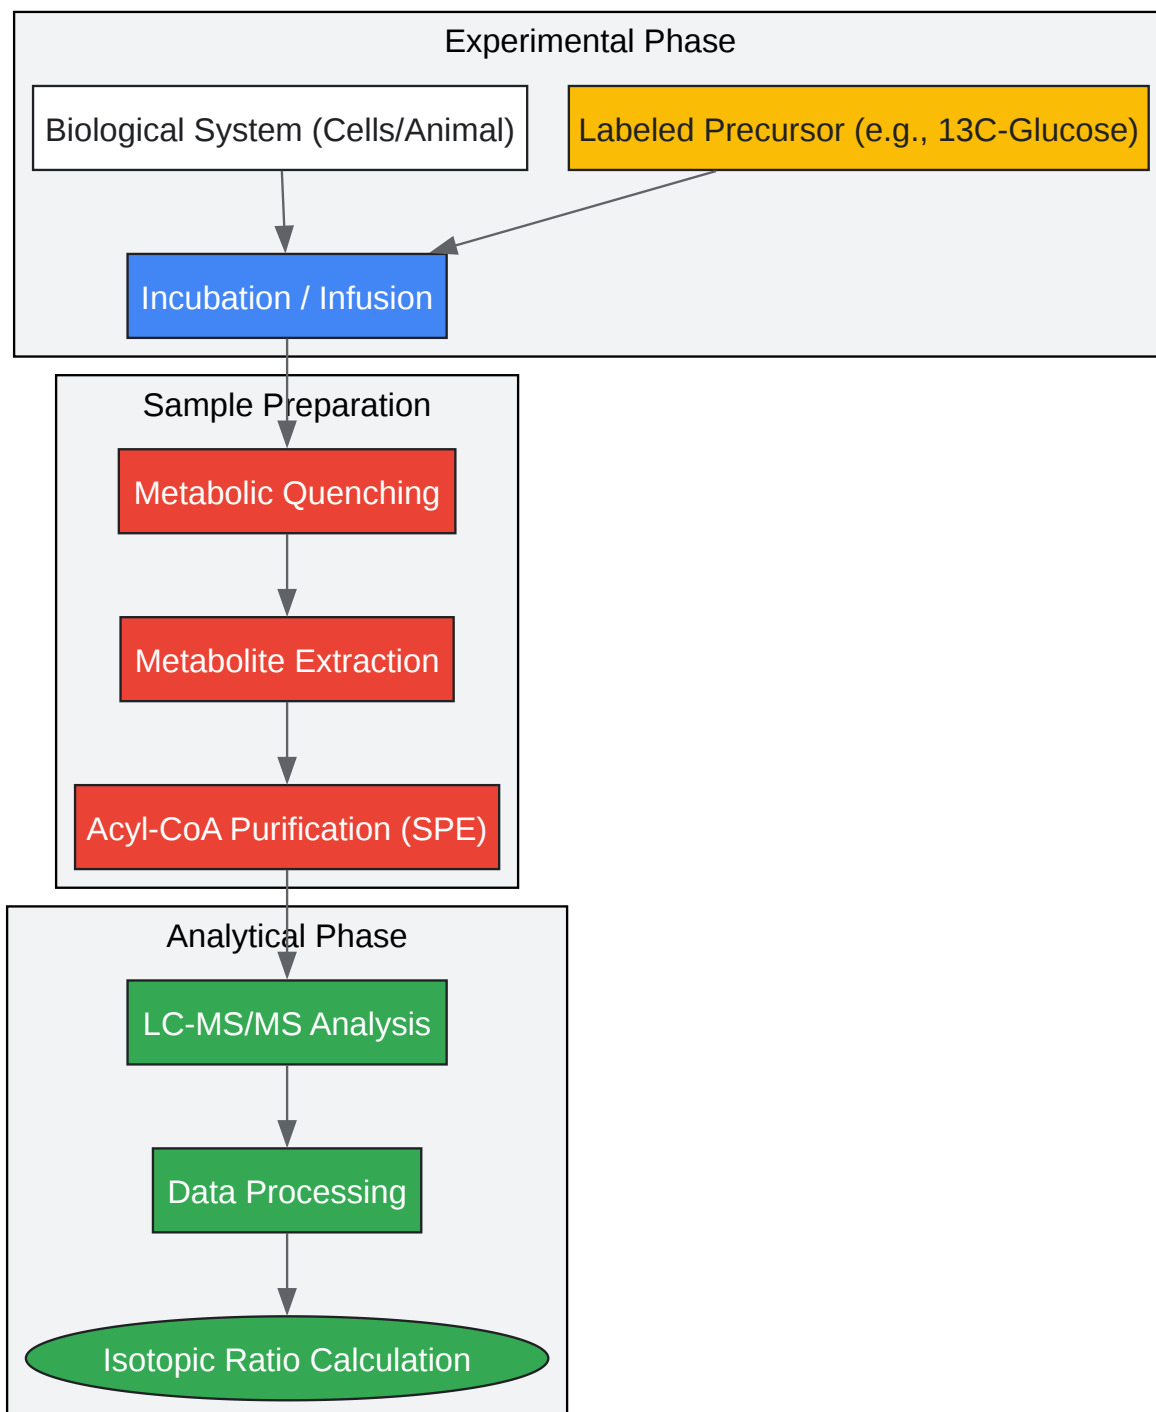 Experimental Phase
Biological System (Cells/Animal)
Labeled Precursor (e.g., 13C-Glucose)
Incubation / Infusion
Sample Preparation
Metabolic Quenching
Metabolite Extraction
Acyl-CoA Purification (SPE)
Analytical Phase
LC-MS/MS Analysis
Data Processing
Isotopic Ratio Calculation